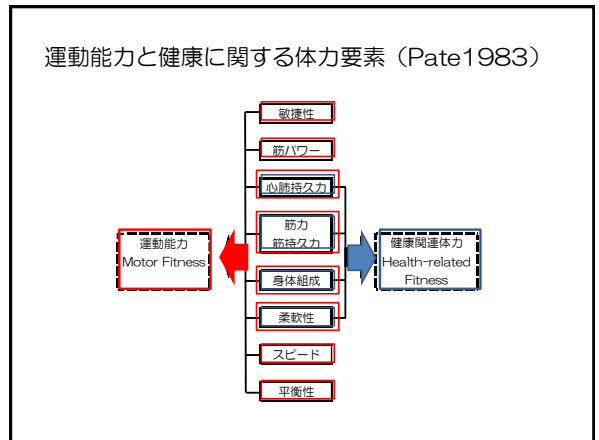 運動能力と健康に関する体力要素（Pate1983）
敏捷性
筋パワー
心肺持久力
筋力
筋持久力
運動能力
Motor Fitness
健康関連体力
Health-related
Fitness
身体組成
柔軟性
スピード
平衡性